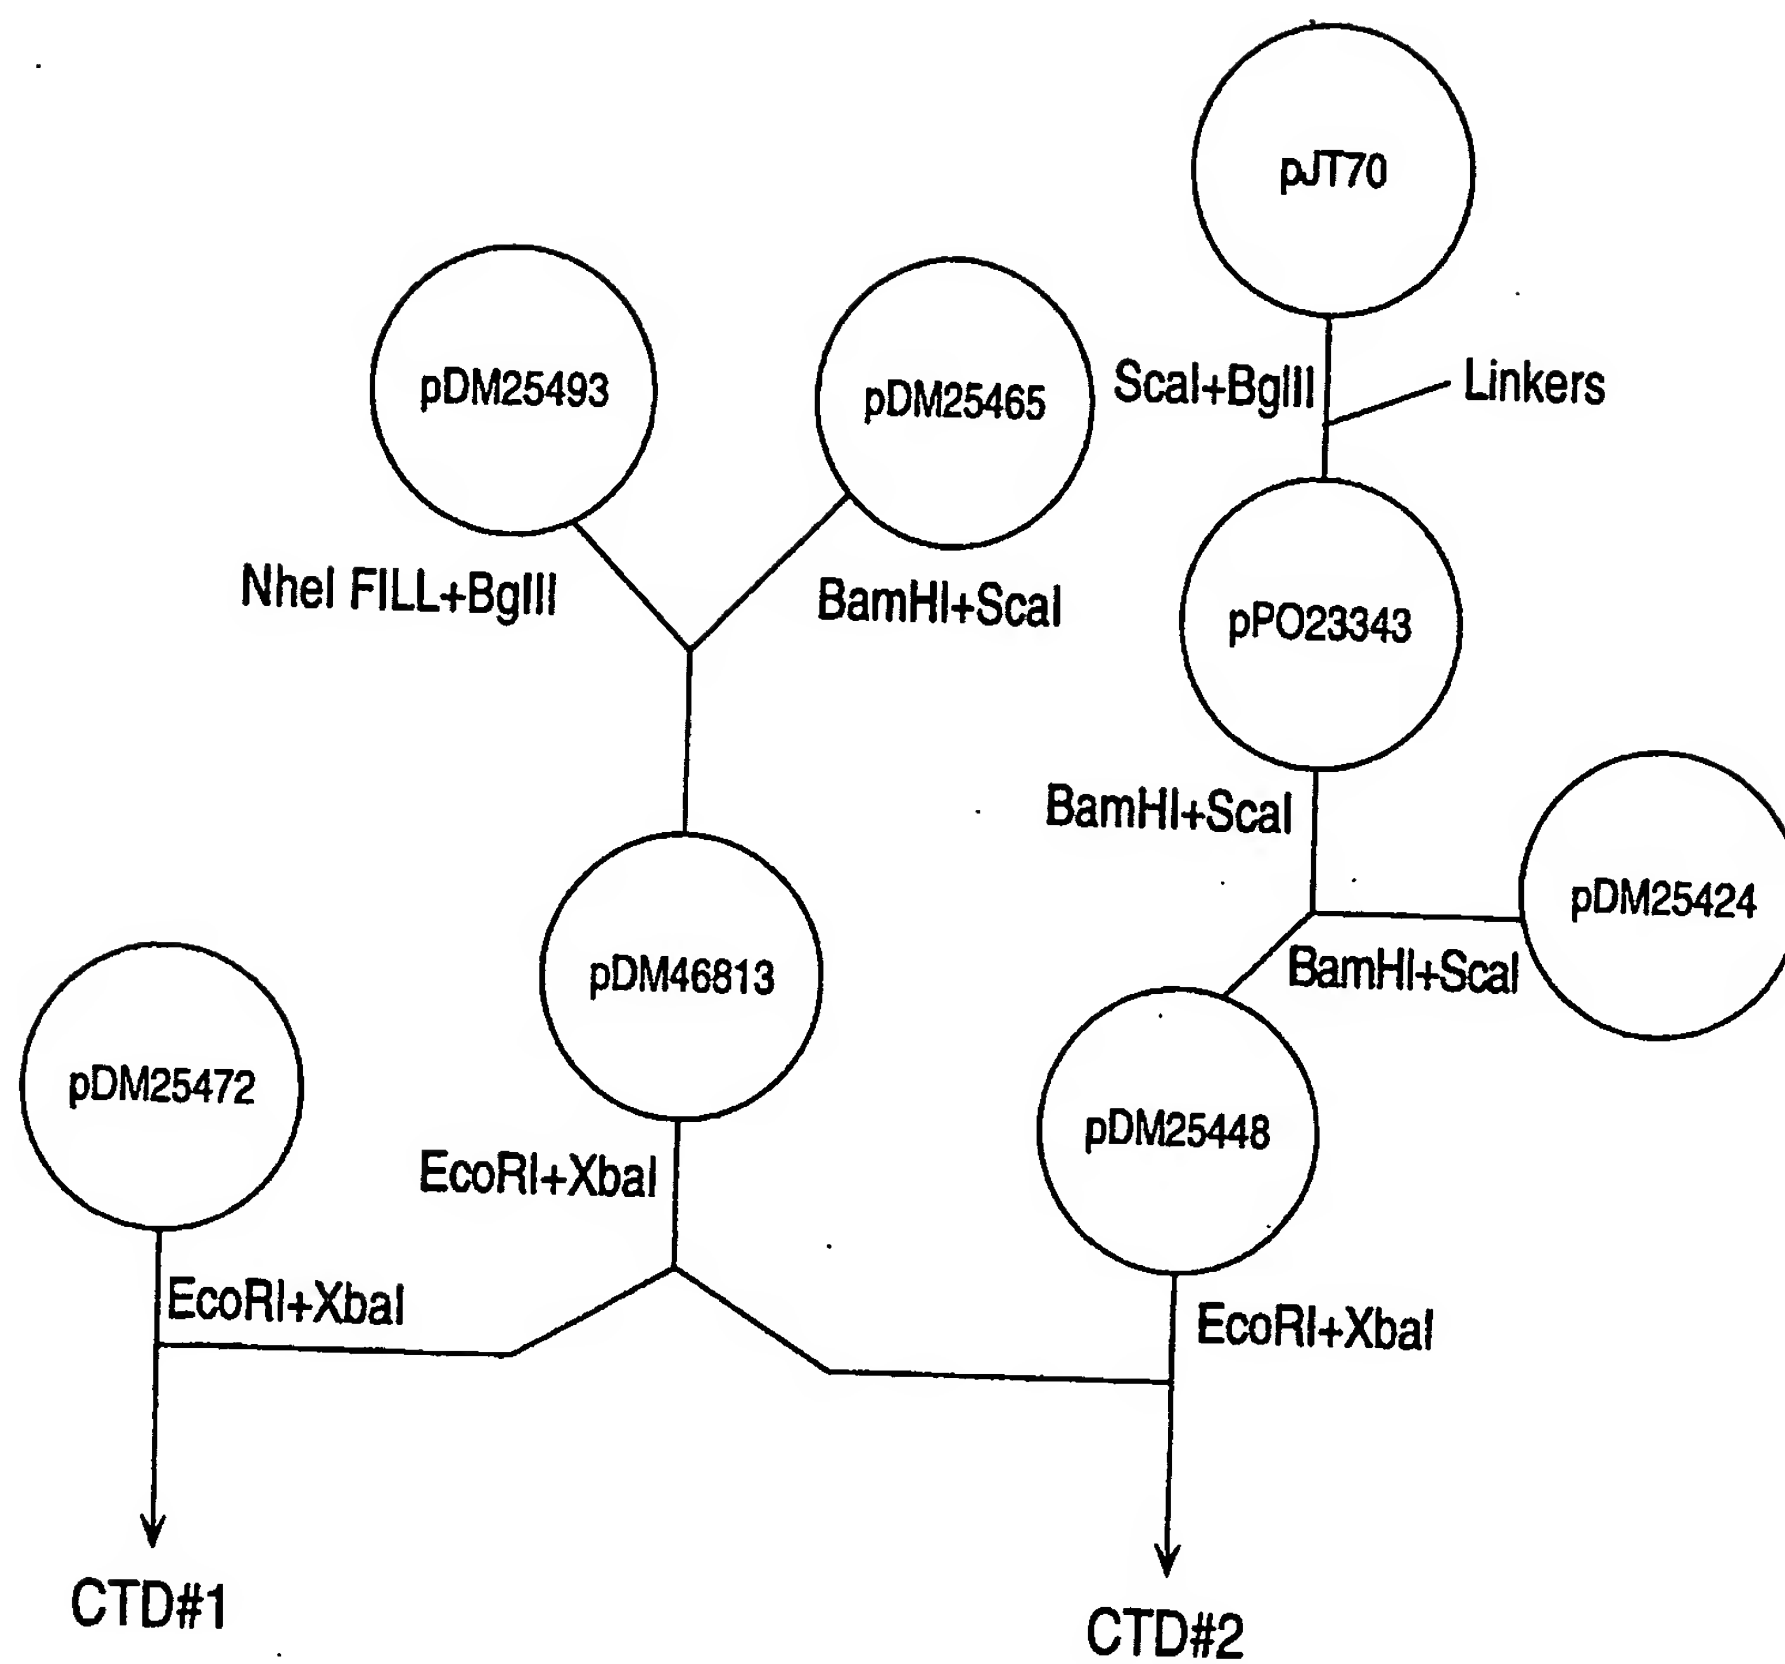 pJT70
ScaI+BglII
Linkers
pDM25493
pDM25465
NheI FILL+BglII
BamHI+ScaI
pPO23343
BamHI+ScaI
pDM25424
BamHI+ScaI
pDM46813
pDM25472
pDM25448
EcoRI+XbaI
EcoRI+XbaI
EcoRI+XbaI
CTD#1
CTD#2